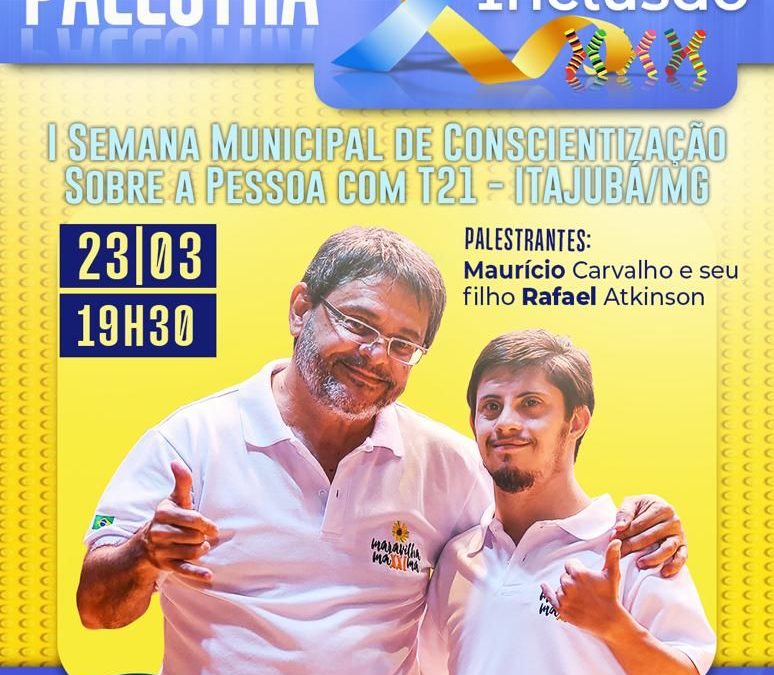 PALESTRA
Inclusão
I SEMANA MUNICIPAL DE CONSCIENTIZAÇÃO
SOBRE A PESSOA COM T21 - ITAJUBÁ/MG
23|03
19H30
PALESTRANTES:
Maurício Carvalho e seu
filho Rafael Atkinson
maravilha
maXXIma